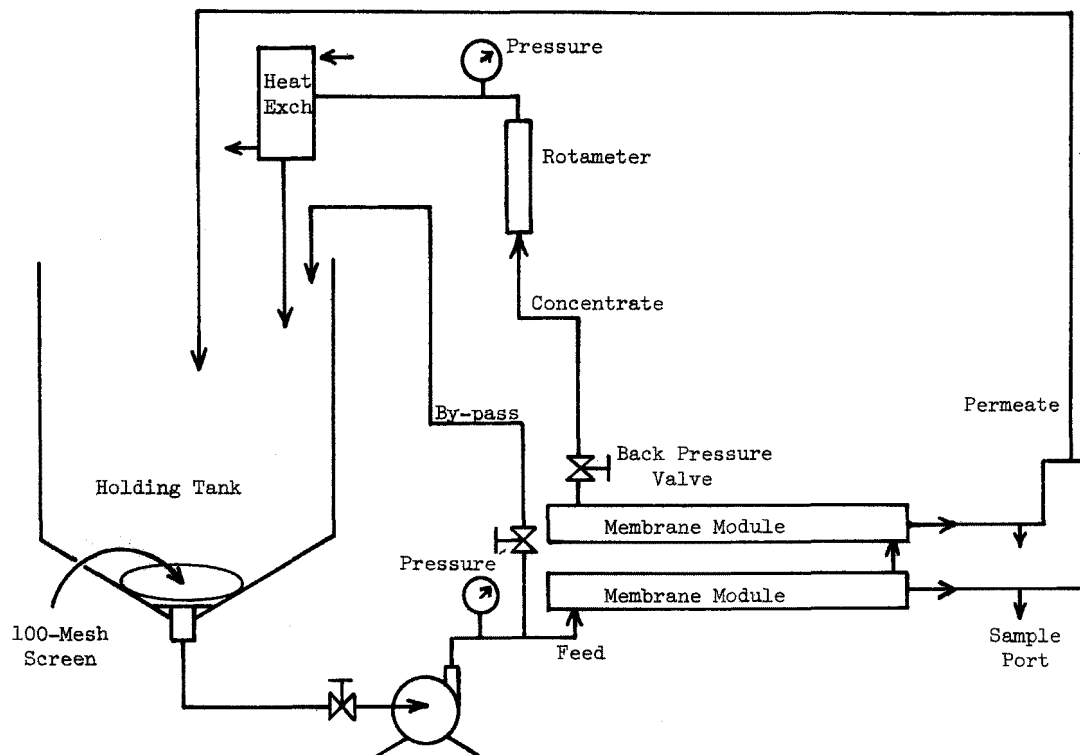 Pressure
Heat
Exch
Rotameter
Concentrate
Permeate
By-pass
Back Pressure
Valve
Holding Tank
Membrane Module
Pressure
Membrane Module
100-Mesh
Screen
Feed
Sample
Port